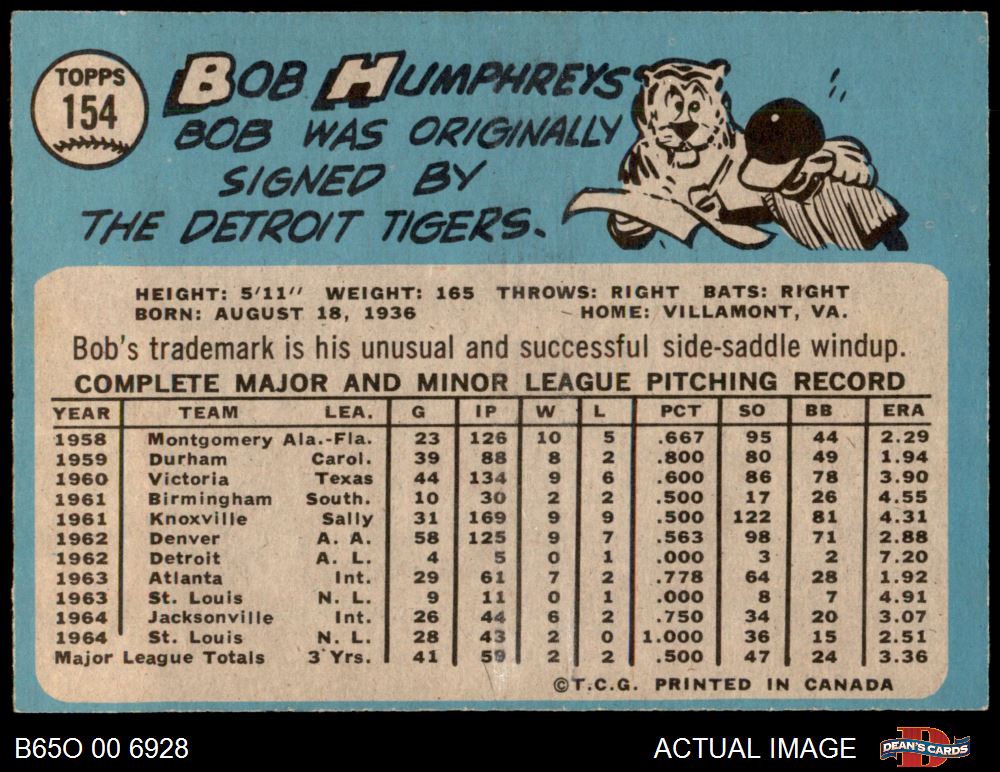 TOPPS
154
BOB HUMPHREYS
BOB WAS ORIGINALLY
SIGNED BY
THE DETROIT TIGERS.
HEIGHT: 5'11" WEIGHT: 165 THROWS: RIGHT BATS: RIGHT
BORN: AUGUST 18, 1936 HOME: VILLAMONT, VA.
Bob's trademark is his unusual and successful side-saddle windup.
COMPLETE MAJOR AND MINOR LEAGUE PITCHING RECORD
YEAR TEAM LEA. G IP W L PCT SO BB ERA
1958 Montgomery Ala.-Fla. 23 126 10 5 .667 95 44 2.29
1959 Durham Carol. 39 88 8 2 .800 80 49 1.94
1960 Victoria Texas 44 134 9 6 .600 86 78 3.90
1961 Birmingham South. 10 30 2 2 .500 17 26 4.55
1961 Knoxville Sally 31 169 9 9 .500 122 81 4.31
1962 Denver A. A. 58 125 9 7 .563 98 71 2.88
1962 Detroit A. L. 4 5 0 1 .000 3 2 7.20
1963 Atlanta Int. 29 61 7 2 .778 64 28 1.92
1963 St. Louis N. L. 9 11 0 1 .000 8 7 4.91
1964 Jacksonville Int. 26 44 6 2 .750 34 20 3.07
1964 St. Louis N. L. 28 43 2 0 1.000 36 15 2.51
Major League Totals 3 Yrs. 41 59 2 2 .500 47 24 3.36
©T.C.G. PRINTED IN CANADA
B65O 00 6928 ACTUAL IMAGE DEAN'S CARDS